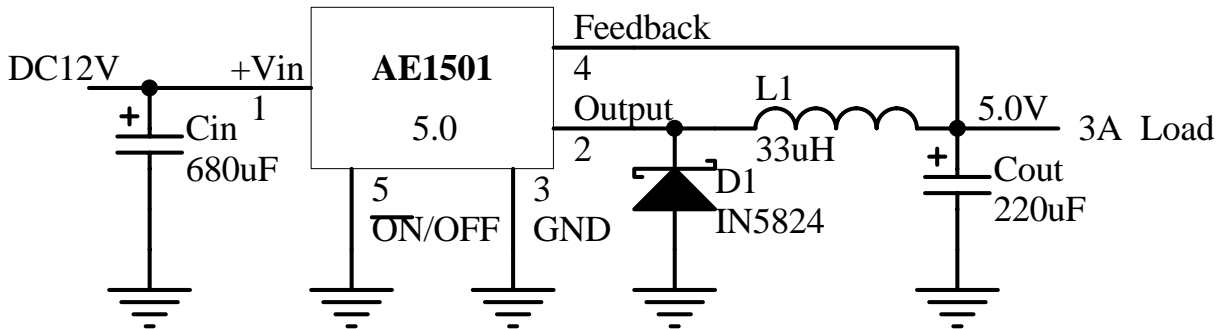 Feedback
DC12V
+Vin
AE1501
4
L1
1
Output
5.0V
Cin
5.0
3A Load
680uF
2
33uH
5
3
D1
Cout
ON/OFF
GND
IN5824
220uF
+
+